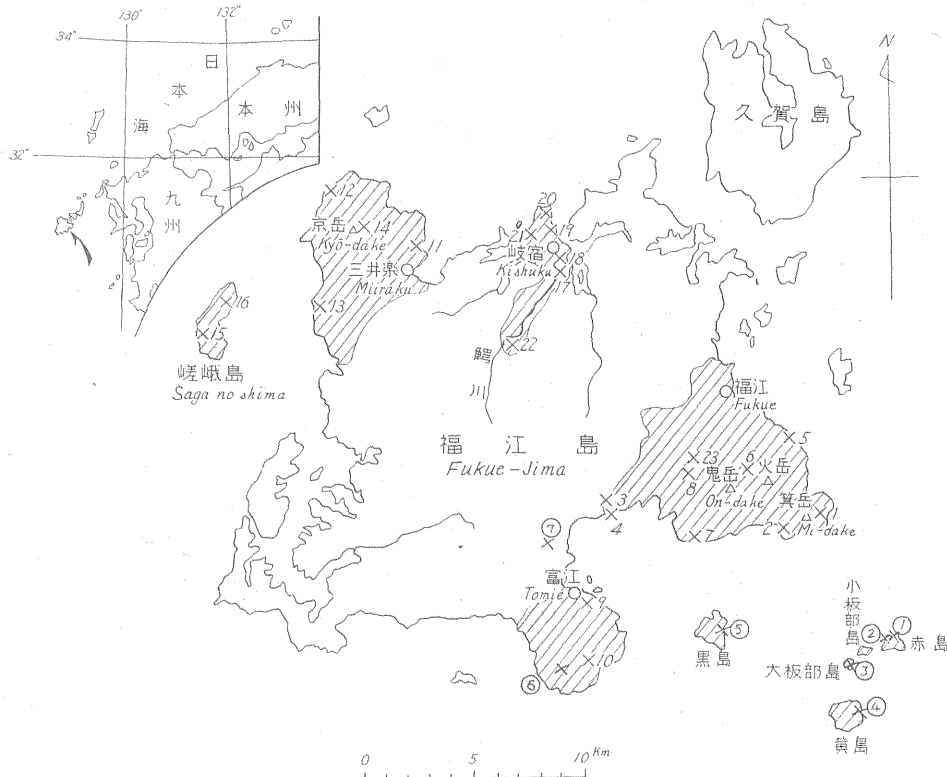 130°
132°
34°
32°
日
本
海
本 州
九
州
N
久 賀 島
12
京岳
14
Kyō-dake
11
三井楽
Miiraku
13
20
21
19
岐宿
18
Kishuku
17
22
16
15
嵯峨島
Saga no shima
鰐
川
福 江 島
Fukue-Jima
福江
Fukue
5
23
6
火岳
鬼岳
8
On-dake
箕岳
1
Mi-dake
2
7
3
4
⑦
富江
Tomie
9
10
⑥
⑤
黒島
小板部島
①
②
赤島
大板部島
③
④
黄島
0 5 10 Km